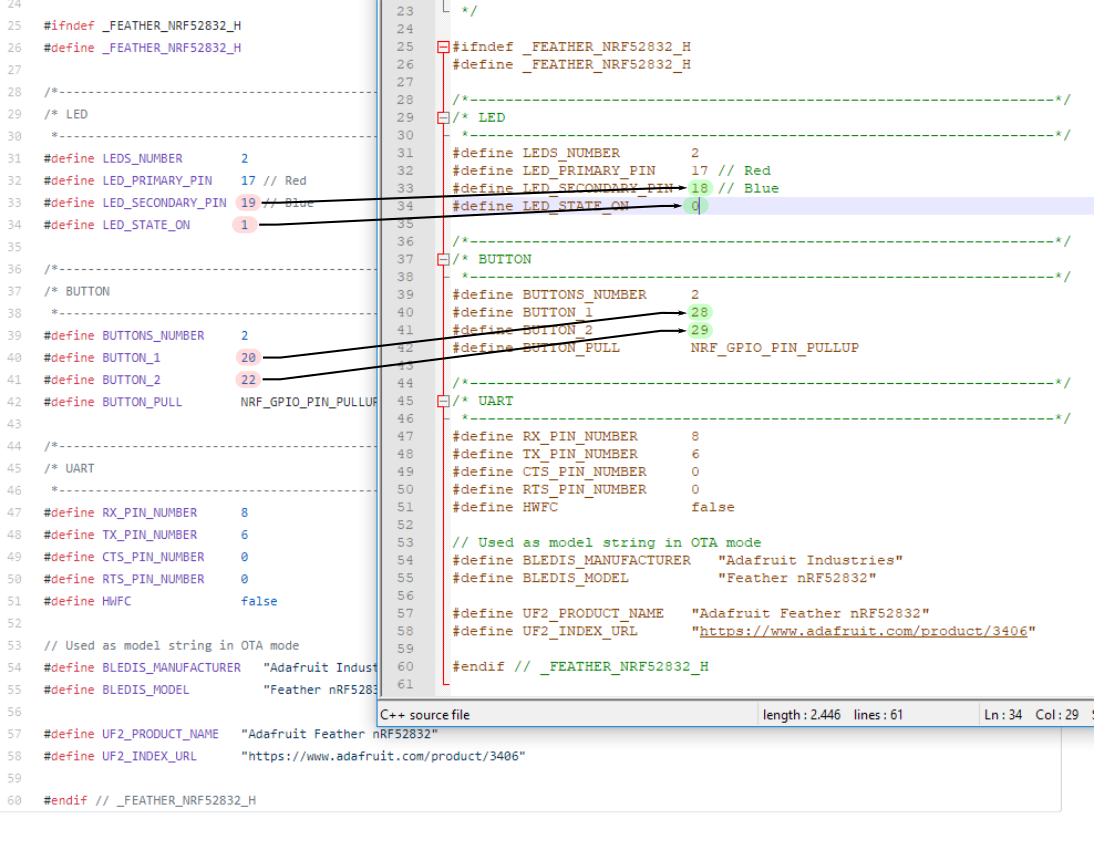 24
25 #ifndef _FEATHER_NRF52832_H
26 #define _FEATHER_NRF52832_H
27
28 /*-------------------------------------------
29 /* LED
30  *-------------------------------------------
31 #define LEDS_NUMBER 2
32 #define LED_PRIMARY_PIN 17 // Red
33 #define LED_SECONDARY_PIN 19 // Blue
34 #define LED_STATE_ON 1
35
36 /*-------------------------------------------
37 /* BUTTON
38  *-------------------------------------------
39 #define BUTTONS_NUMBER 2
40 #define BUTTON_1 20
41 #define BUTTON_2 22
42 #define BUTTON_PULL NRF_GPIO_PIN_PULLUP
43
44 /*-------------------------------------------
45 /* UART
46  *-------------------------------------------
47 #define RX_PIN_NUMBER 8
48 #define TX_PIN_NUMBER 6
49 #define CTS_PIN_NUMBER 0
50 #define RTS_PIN_NUMBER 0
51 #define HWFC false
52
53 // Used as model string in OTA mode
54 #define BLEDIS_MANUFACTURER "Adafruit Indust
55 #define BLEDIS_MODEL "Feather nRF5283
56
57 #define UF2_PRODUCT_NAME "Adafruit Feather nRF52832"
58 #define UF2_INDEX_URL "https://www.adafruit.com/product/3406"
59
60 #endif // _FEATHER_NRF52832_H
23  */
24
25 #ifndef _FEATHER_NRF52832_H
26 #define _FEATHER_NRF52832_H
27
28 /*------------------------------------------------------------------*/
29 /* LED
30  *------------------------------------------------------------------*/
31 #define LEDS_NUMBER 2
32 #define LED_PRIMARY_PIN 17 // Red
33 #define LED_SECONDARY_PIN 18 // Blue
34 #define LED_STATE_ON 0
35
36 /*------------------------------------------------------------------*/
37 /* BUTTON
38  *------------------------------------------------------------------*/
39 #define BUTTONS_NUMBER 2
40 #define BUTTON_1 28
41 #define BUTTON_2 29
42 #define BUTTON_PULL NRF_GPIO_PIN_PULLUP
43
44 /*------------------------------------------------------------------*/
45 /* UART
46  *------------------------------------------------------------------*/
47 #define RX_PIN_NUMBER 8
48 #define TX_PIN_NUMBER 6
49 #define CTS_PIN_NUMBER 0
50 #define RTS_PIN_NUMBER 0
51 #define HWFC false
52
53 // Used as model string in OTA mode
54 #define BLEDIS_MANUFACTURER "Adafruit Industries"
55 #define BLEDIS_MODEL "Feather nRF52832"
56
57 #define UF2_PRODUCT_NAME "Adafruit Feather nRF52832"
58 #define UF2_INDEX_URL "https://www.adafruit.com/product/3406"
59
60 #endif // _FEATHER_NRF52832_H
61
C++ source file length : 2.446 lines : 61 Ln : 34 Col : 29 S